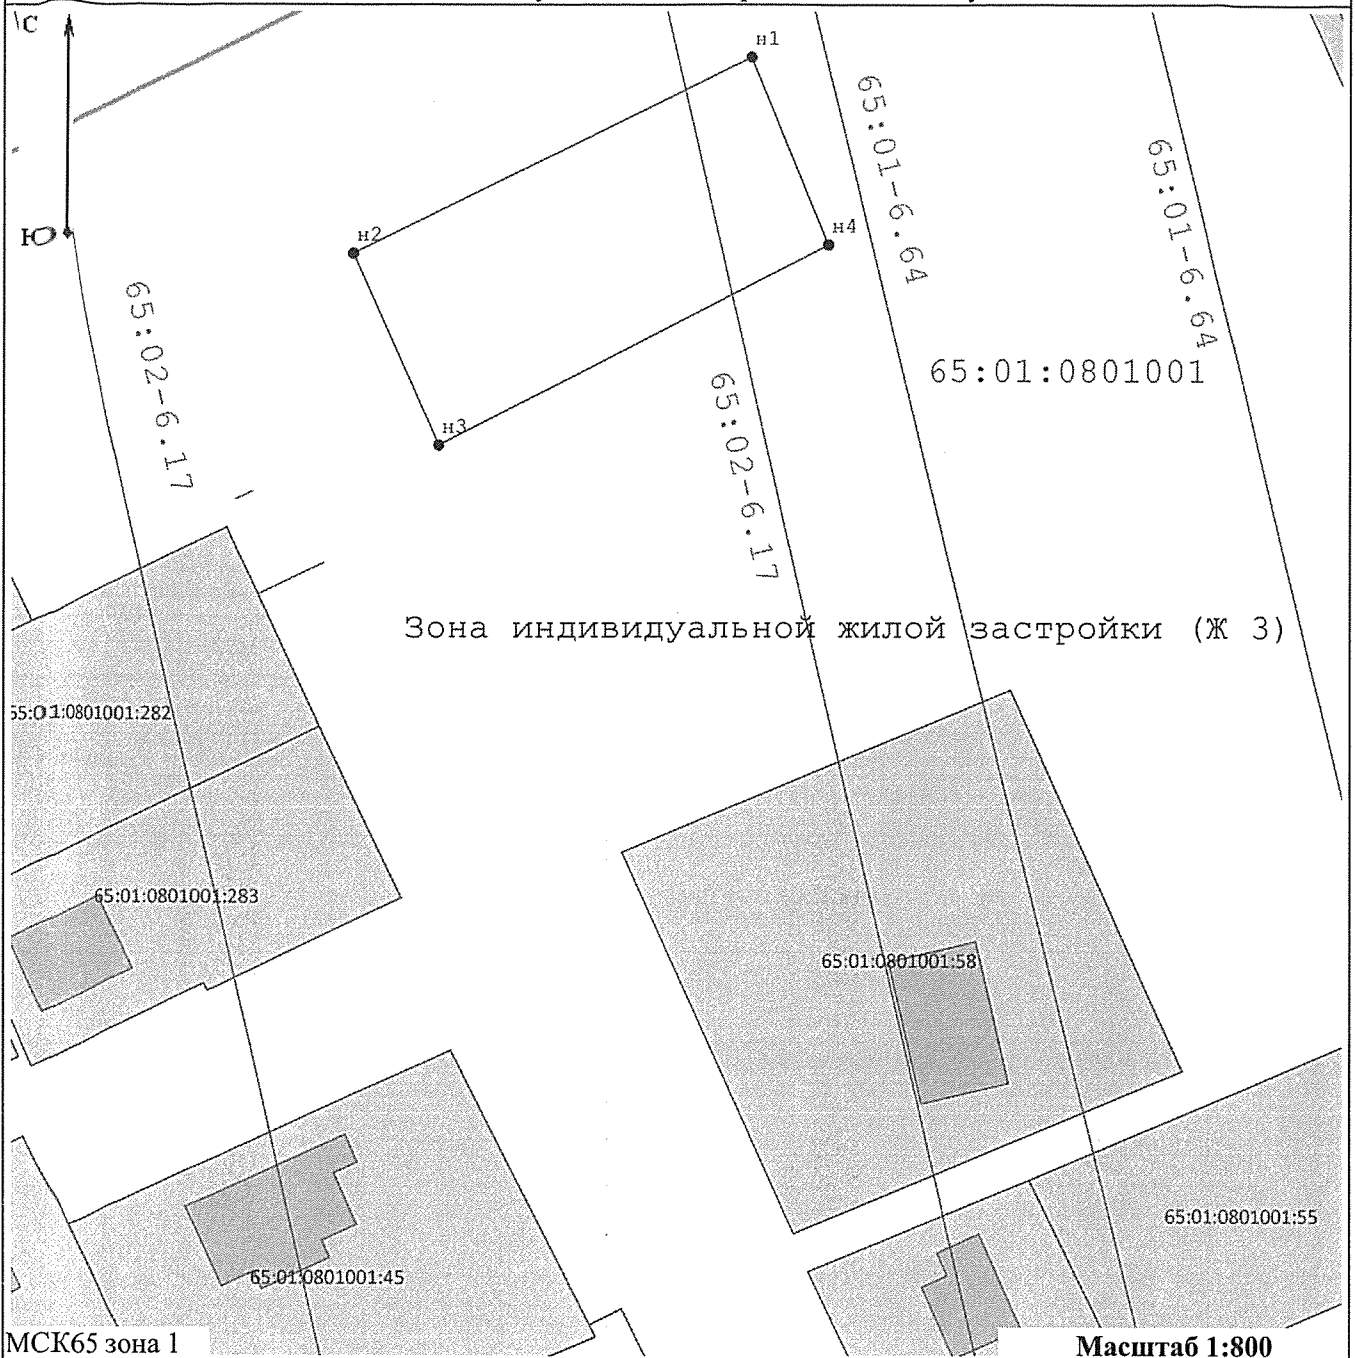 С
н1
65:01-6.64
65:01-6.64
Ю
н2
н4
65:02-6.17
65:01:0801001
65:02-6.17
н3
Зона индивидуальной жилой застройки (Ж 3)
65:01:0801001:282
65:01:0801001:283
65:01:0801001:58
65:01:0801001:55
65:01:0801001:45
МСК65 зона 1
Масштаб 1:800